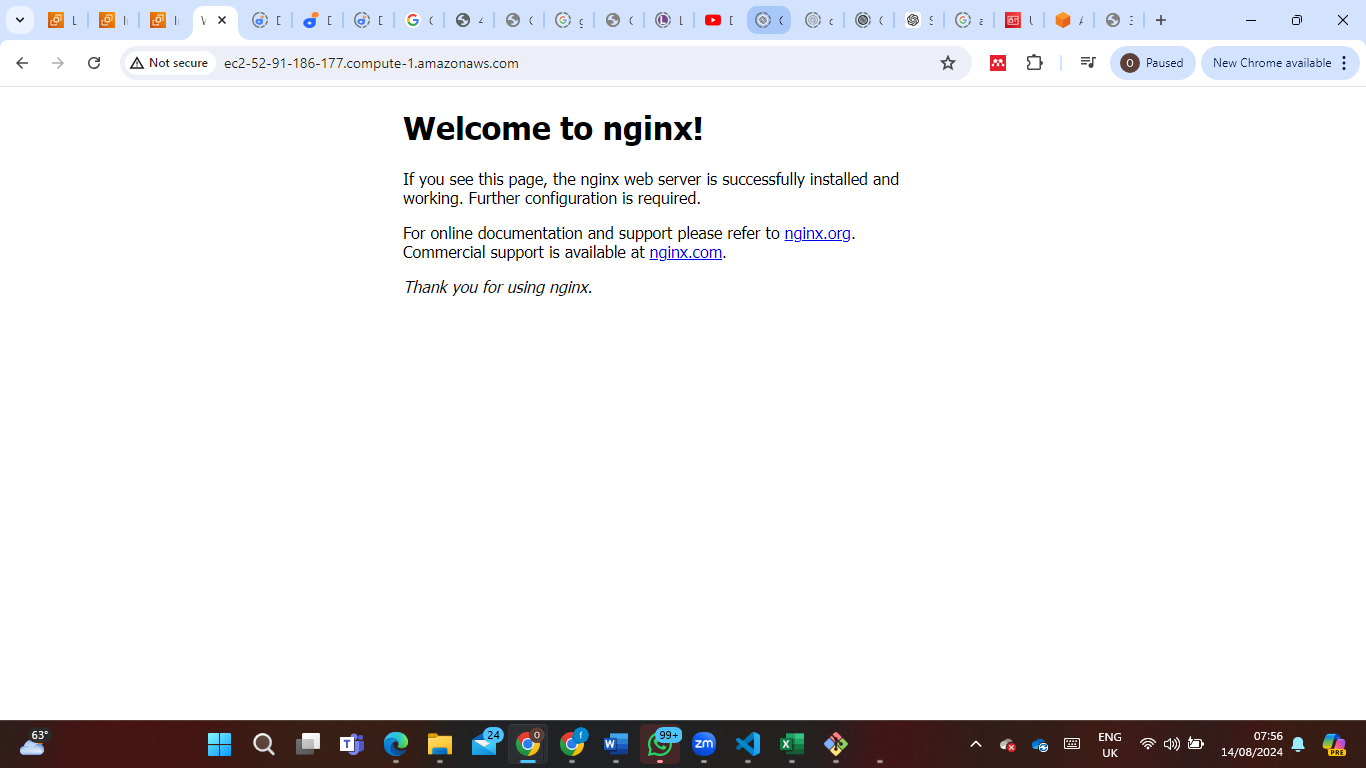 Not secure
ec2-52-91-186-177.compute-1.amazonaws.com
Paused
New Chrome available
Welcome to nginx!
If you see this page, the nginx web server is successfully installed and
working. Further configuration is required.
For online documentation and support please refer to nginx.org.
Commercial support is available at nginx.com.
Thank you for using nginx.
63°
24
99+
zm
PRE
ENG
UK
07:56
14/08/2024